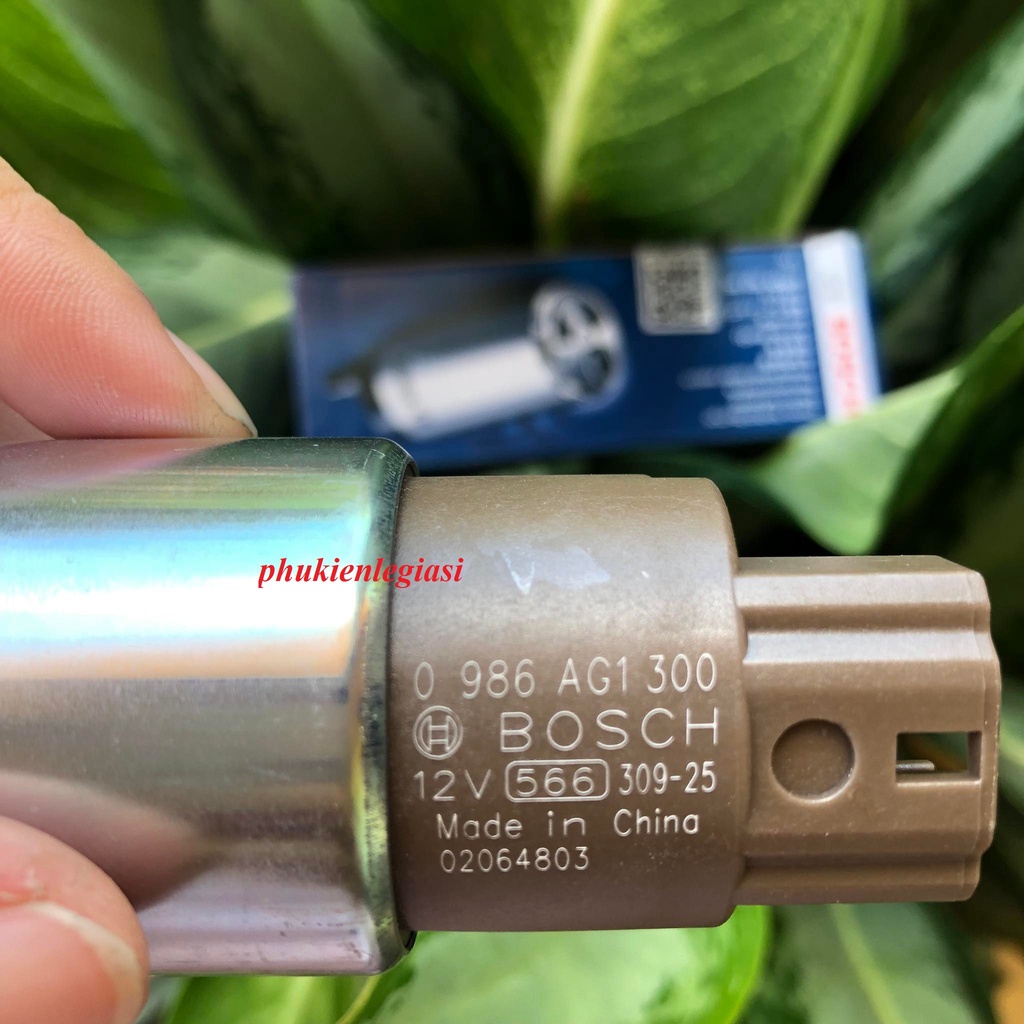 phukienlegiasi
0 986 AG1 300
BOSCH
12V 566 309-25
Made in China
02064803